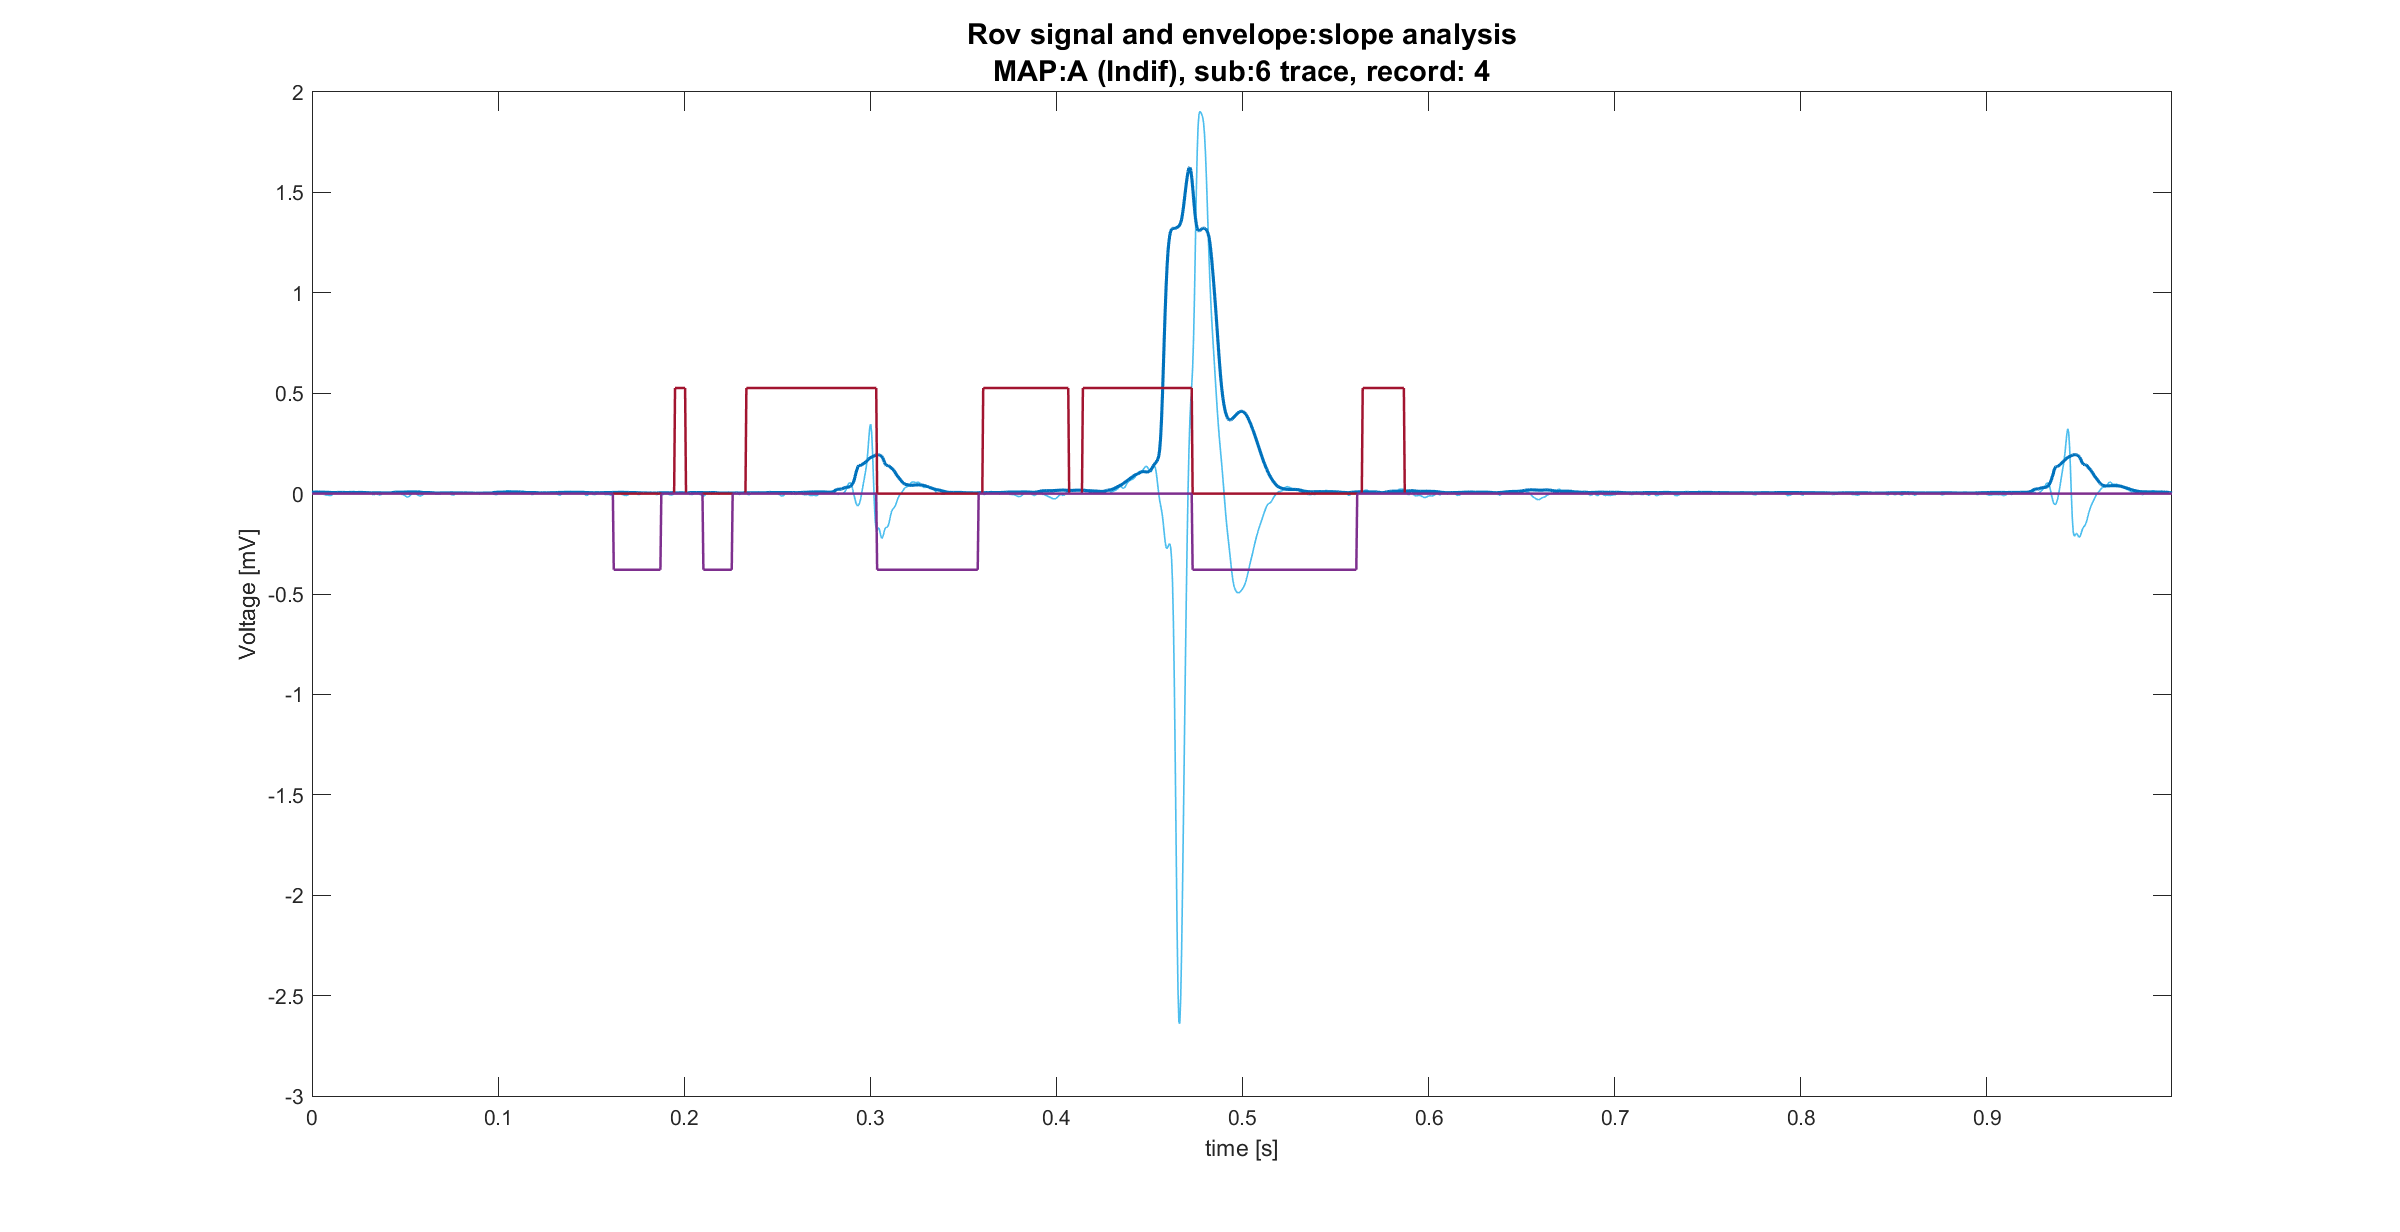 Rov signal and envelope:slope analysis
MAP:A (Indif), sub:6 trace, record: 4
2
1.5
1
0.5
0
-0.5
-1
-1.5
-2
-2.5
-3
Voltage [mV]
0 0.1 0.2 0.3 0.4 0.5 0.6 0.7 0.8 0.9
time [s]